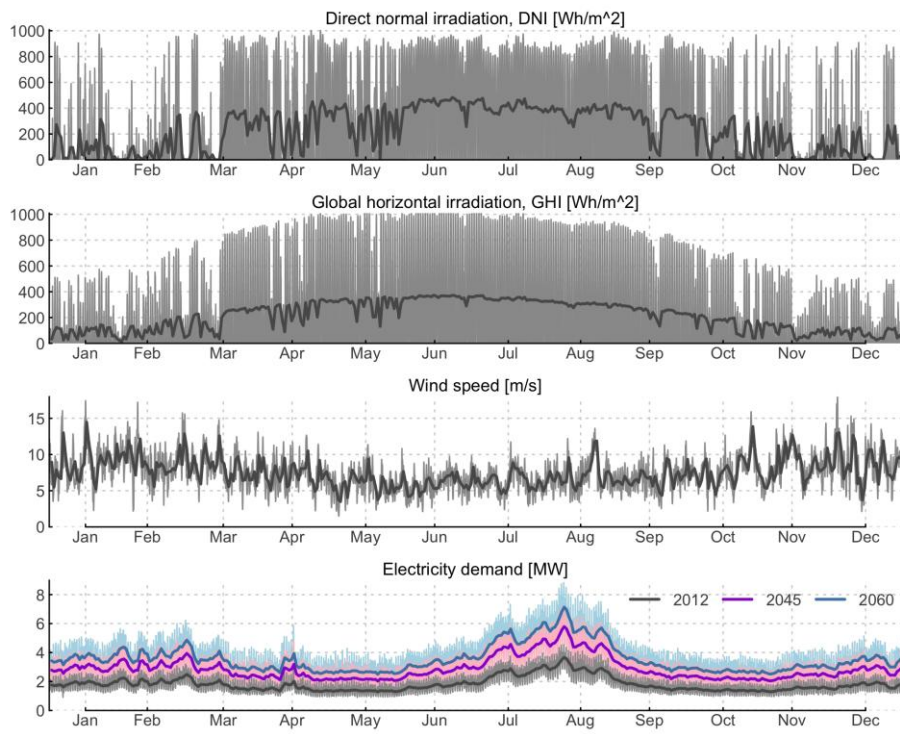 Direct normal irradiation, DNI [Wh/m^2]
1000
800
600
400
200
0
Jan Feb Mar Apr May Jun Jul Aug Sep Oct Nov Dec
Global horizontal irradiation, GHI [Wh/m^2]
1000
800
600
400
200
0
Jan Feb Mar Apr May Jun Jul Aug Sep Oct Nov Dec
Wind speed [m/s]
15
10
5
0
Jan Feb Mar Apr May Jun Jul Aug Sep Oct Nov Dec
Electricity demand [MW]
8 2012 2045 2060
6
4
2
0
Jan Feb Mar Apr May Jun Jul Aug Sep Oct Nov Dec